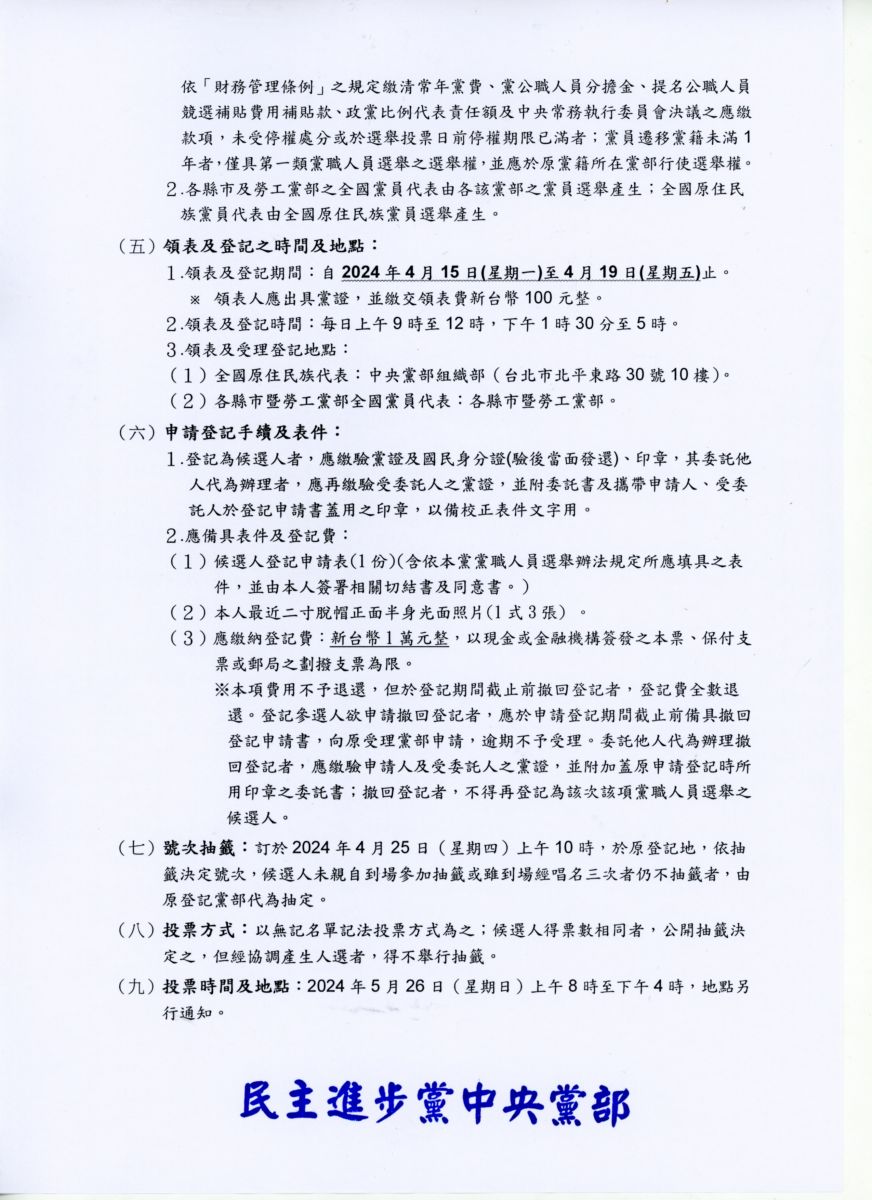 依「財務管理條例」之規定繳清常年黨費、黨公職人員分擔金、提名公職人員
競選補貼費用補貼款、政黨比例代表責任額及中央常務執行委員會決議之應繳
款項，未受停權處分或於選舉投票日前停權期限已滿者；黨員遷移黨籍未滿 1
年者，僅具第一類黨職人員選舉之選舉權，並應於原黨籍所在黨部行使選舉權。
2.各縣市及勞工黨部之全國黨員代表由各該黨部之黨員選舉產生；全國原住民
族黨員代表由全國原住民族黨員選舉產生。
（五）領表及登記之時間及地點：
1.領表及登記期間：自 2024 年 4 月 15 日(星期一)至 4 月 19 日(星期五)止。
※ 領表人應出具黨證，並繳交領表費新台幣 100 元整。
2.領表及登記時間：每日上午 9 時至 12 時，下午 1 時 30 分至 5 時。
3.領表及受理登記地點：
（1）全國原住民族代表：中央黨部組織部（台北市北平東路 30 號 10 樓）。
（2）各縣市暨勞工黨部全國黨員代表：各縣市暨勞工黨部。
（六）申請登記手續及表件：
1.登記為候選人者，應繳驗黨證及國民身分證(驗後當面發還)、印章，其委託他
人代為辦理者，應再繳驗受委託人之黨證，並附委託書及攜帶申請人、受委
託人於登記申請書蓋用之印章，以備校正表件文字用。
2.應備具表件及登記費：
（1）候選人登記申請表(1 份)(含依本黨黨職人員選舉辦法規定所應填具之表
件，並由本人簽署相關切結書及同意書。)
（2）本人最近二寸脫帽正面半身光面照片(1 式 3 張) 。
（3）應繳納登記費：新台幣 1 萬元整，以現金或金融機構簽發之本票、保付支
票或郵局之劃撥支票為限。
※本項費用不予退還，但於登記期間截止前撤回登記者，登記費全數退
還。登記參選人欲申請撤回登記者，應於申請登記期間截止前備具撤回
登記申請書，向原受理黨部申請，逾期不予受理。委託他人代為辦理撤
回登記者，應繳驗申請人及受委託人之黨證，並附加蓋原申請登記時所
用印章之委託書；撤回登記者，不得再登記為該次該項黨職人員選舉之
候選人。
（七）號次抽籤：訂於 2024 年 4 月 25 日（星期四）上午 10 時，於原登記地，依抽
籤決定號次，候選人未親自到場參加抽籤或雖到場經唱名三次者仍不抽籤者，由
原登記黨部代為抽定。
（八）投票方式：以無記名單記法投票方式為之；候選人得票數相同者，公開抽籤決
定之，但經協調產生人選者，得不舉行抽籤。
（九）投票時間及地點：2024 年 5 月 26 日（星期日）上午 8 時至下午 4 時，地點另
行通知。
民主進步黨中央黨部